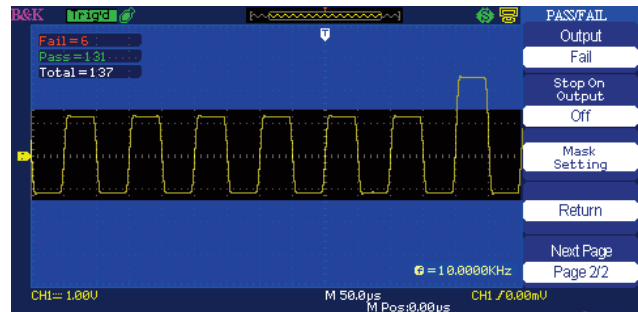 B&K Trig'd
T
Fail=6
Pass=131
Total=137
PASS/FAIL
Output
Fail
Stop On
Output
Off
Mask
Setting
Return
Next Page
Page 2/2
=10.0000KHz
CH1 1.00V
M 50.0µs
M Pos:0.00µs
CH1 / 0.00mV